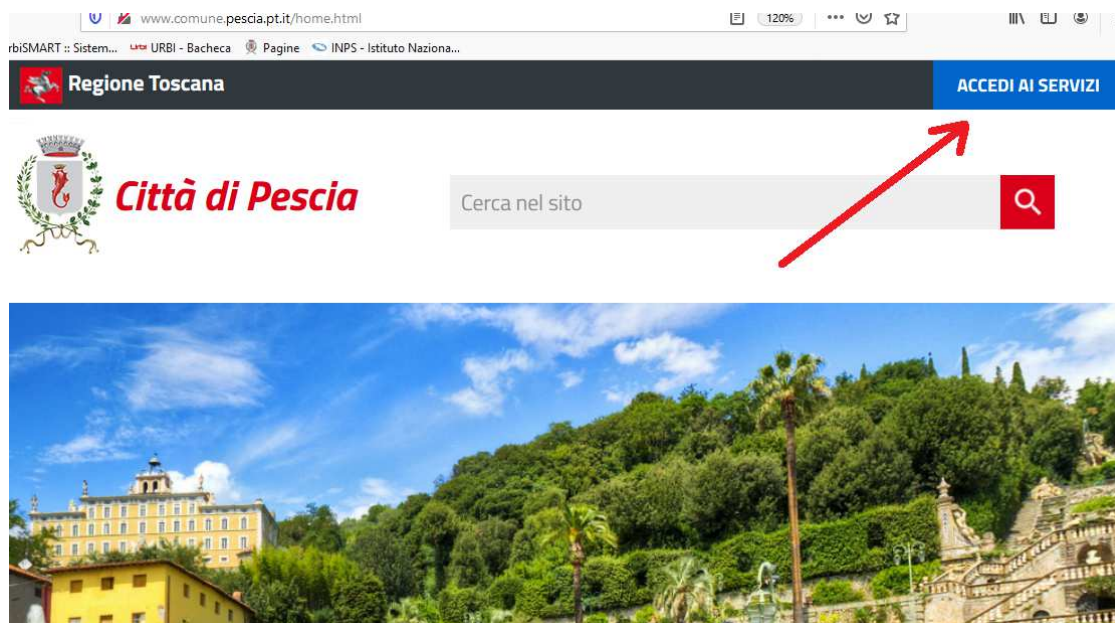 www.comune.pescia.pt.it/home.html 120%
rbiSMART :: Sistem... URBI - Bacheca Pagine INPS - Istituto Naziona...
Regione Toscana ACCEDI AI SERVIZI
Città di Pescia
Cerca nel sito